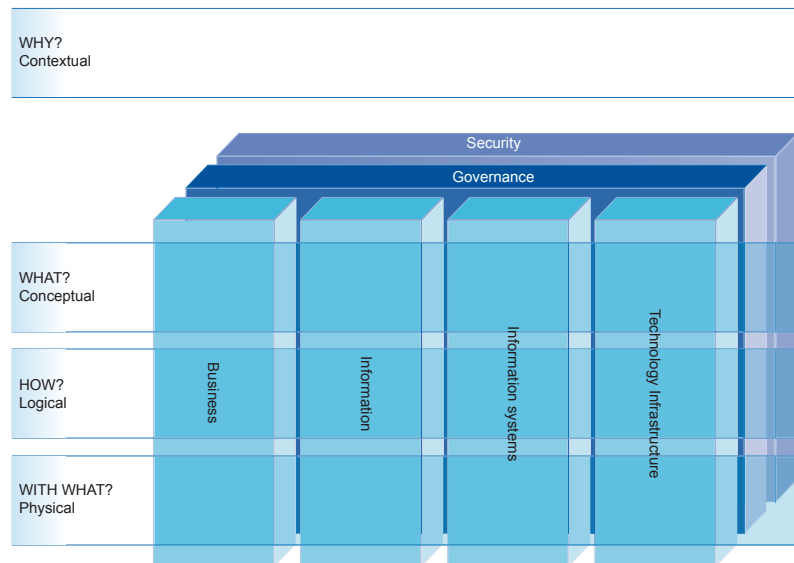 WHY?
Contextual
Security
Governance
WHAT?
Conceptual
HOW?
Logical
WITH WHAT?
Physical
Business
Information
Information systems
Technology Infrastructure